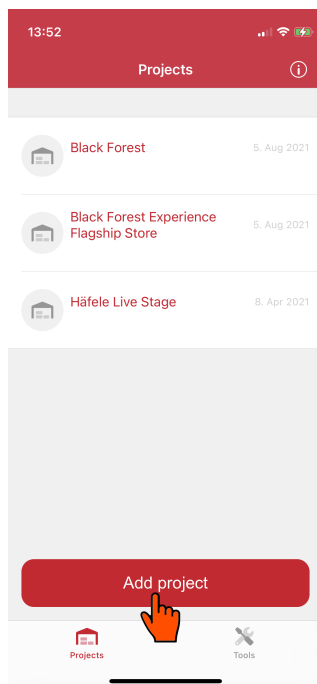 13:52
Projects
Black Forest
5. Aug 2021
Black Forest Experience
Flagship Store
5. Aug 2021
Häfele Live Stage
8. Apr 2021
Add project
Projects
Tools